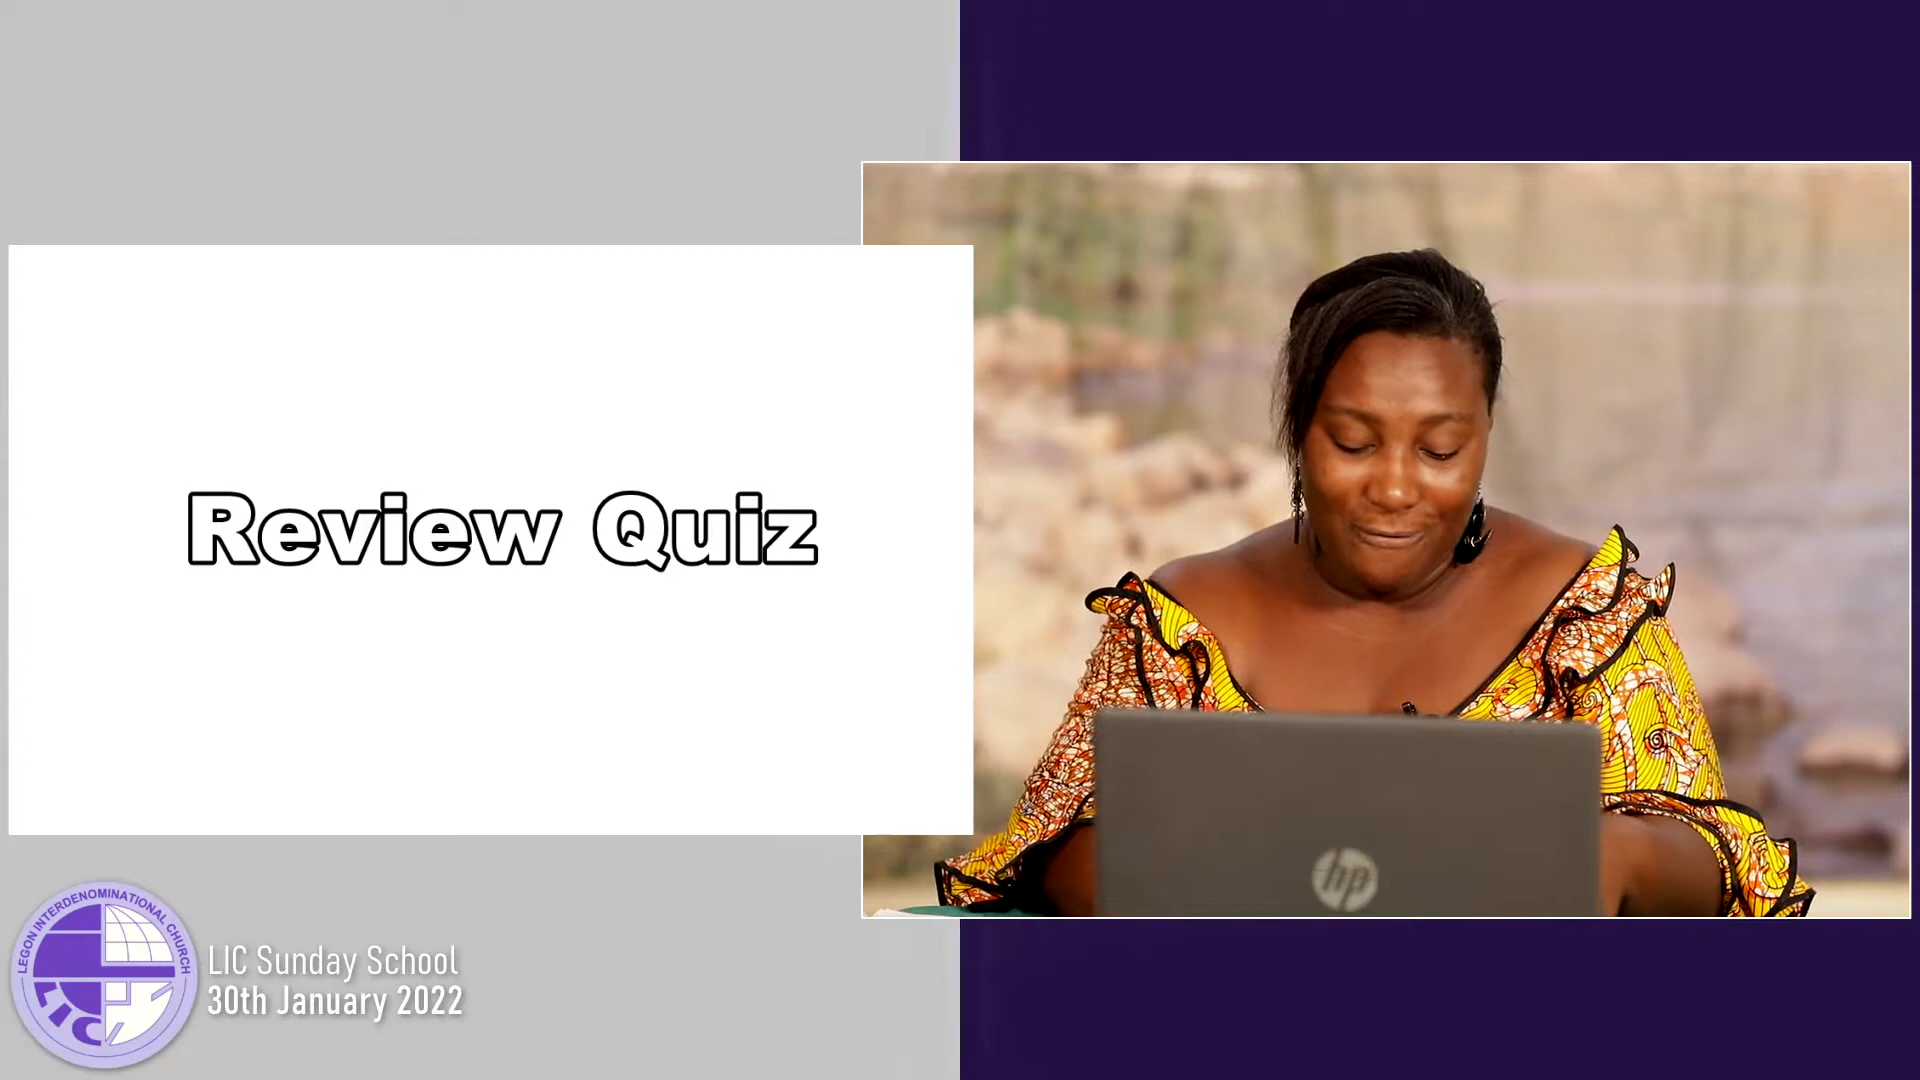 Review Quiz
hp
LEGON INTERDENOMINATIONAL CHURCH
LIC
LIC Sunday School
30th January 2022